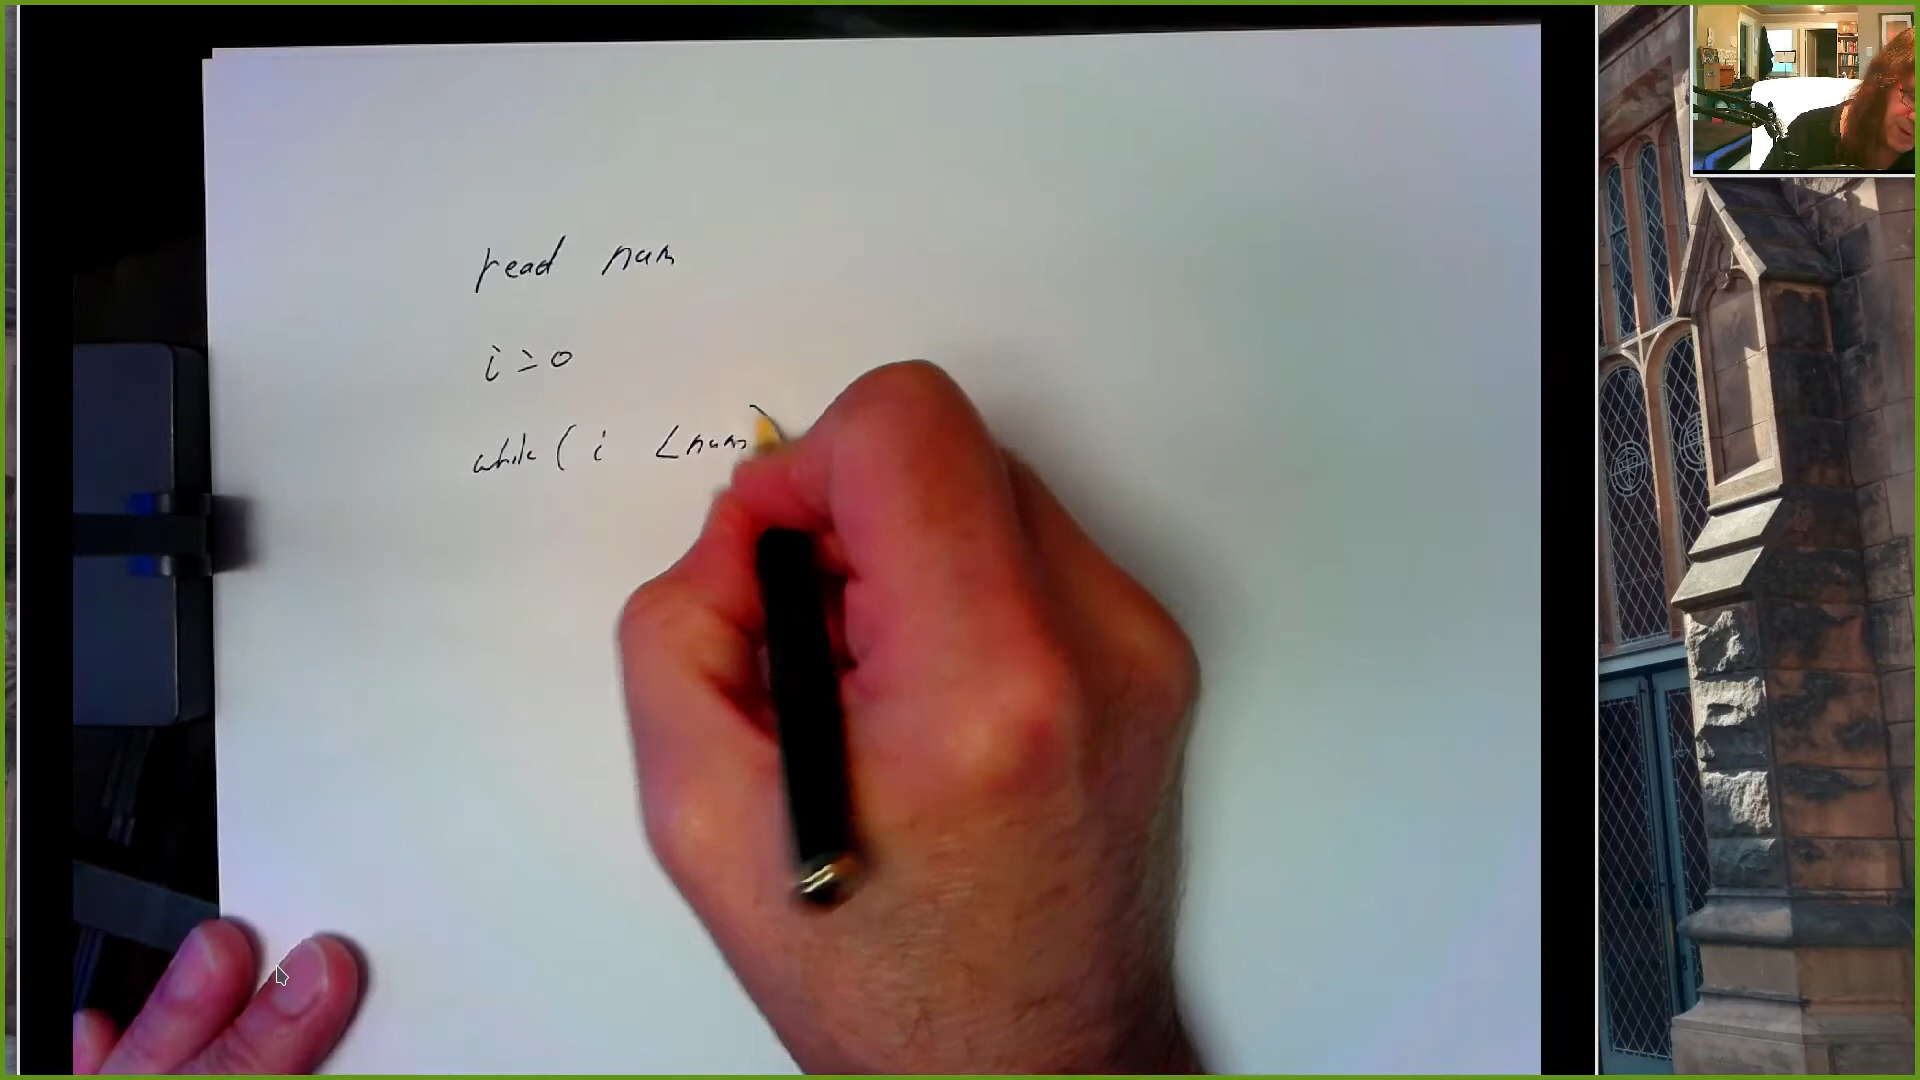 read num
i = 0
while ( i < num )